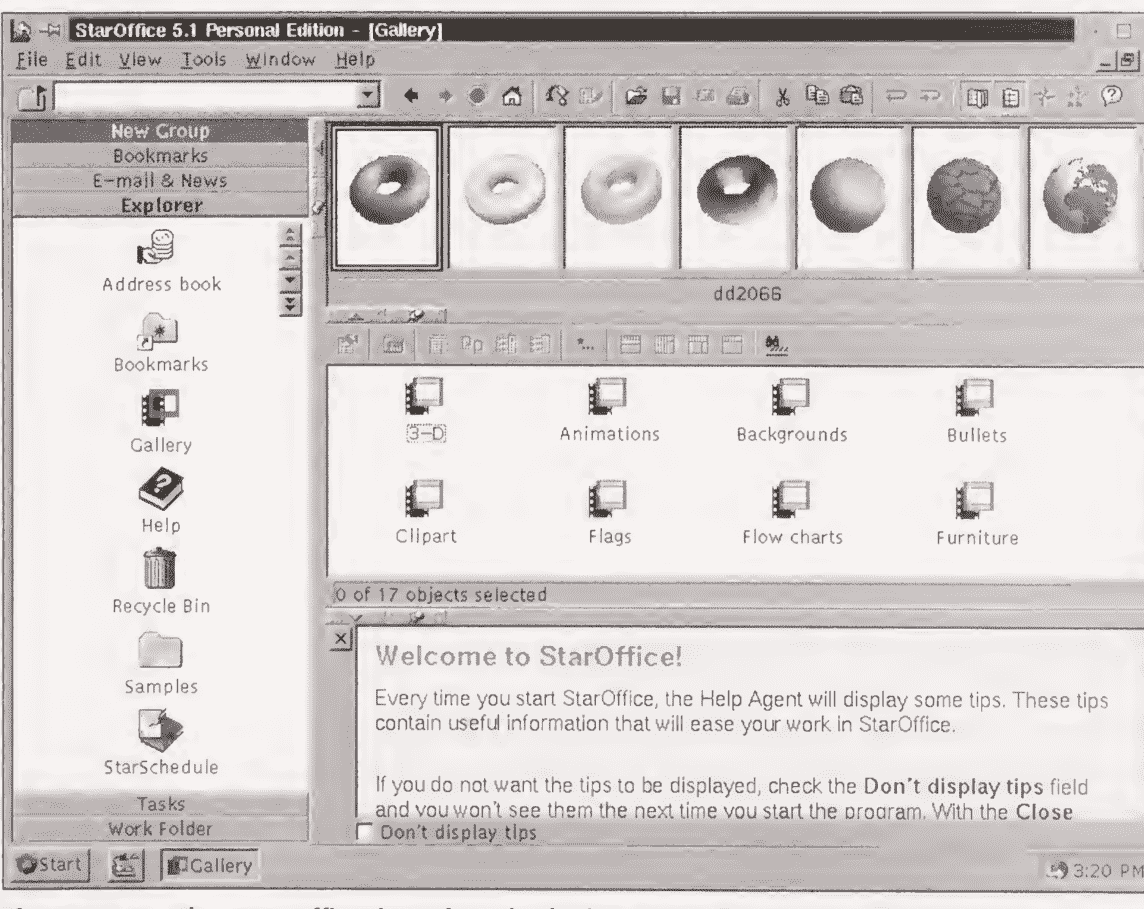 StarOffice 5.1 Personal Edition - [Gallery]
File Edit View Tools Window Help
New Group
Bookmarks
E-mail & News
Explorer
Address book
Bookmarks
Gallery
Help
Recycle Bin
Samples
StarSchedule
Tasks
Work Folder
dd2066
3-D
Animations
Backgrounds
Bullets
Clipart
Flags
Flow charts
Furniture
0 of 17 objects selected
Welcome to StarOffice!
Every time you start StarOffice, the Help Agent will display some tips. These tips
contain useful information that will ease your work in StarOffice.
If you do not want the tips to be displayed, check the Don't display tips field
and you won't see them the next time you start the program. With the Close
Don't display tips
Start
Gallery
3:20 PM